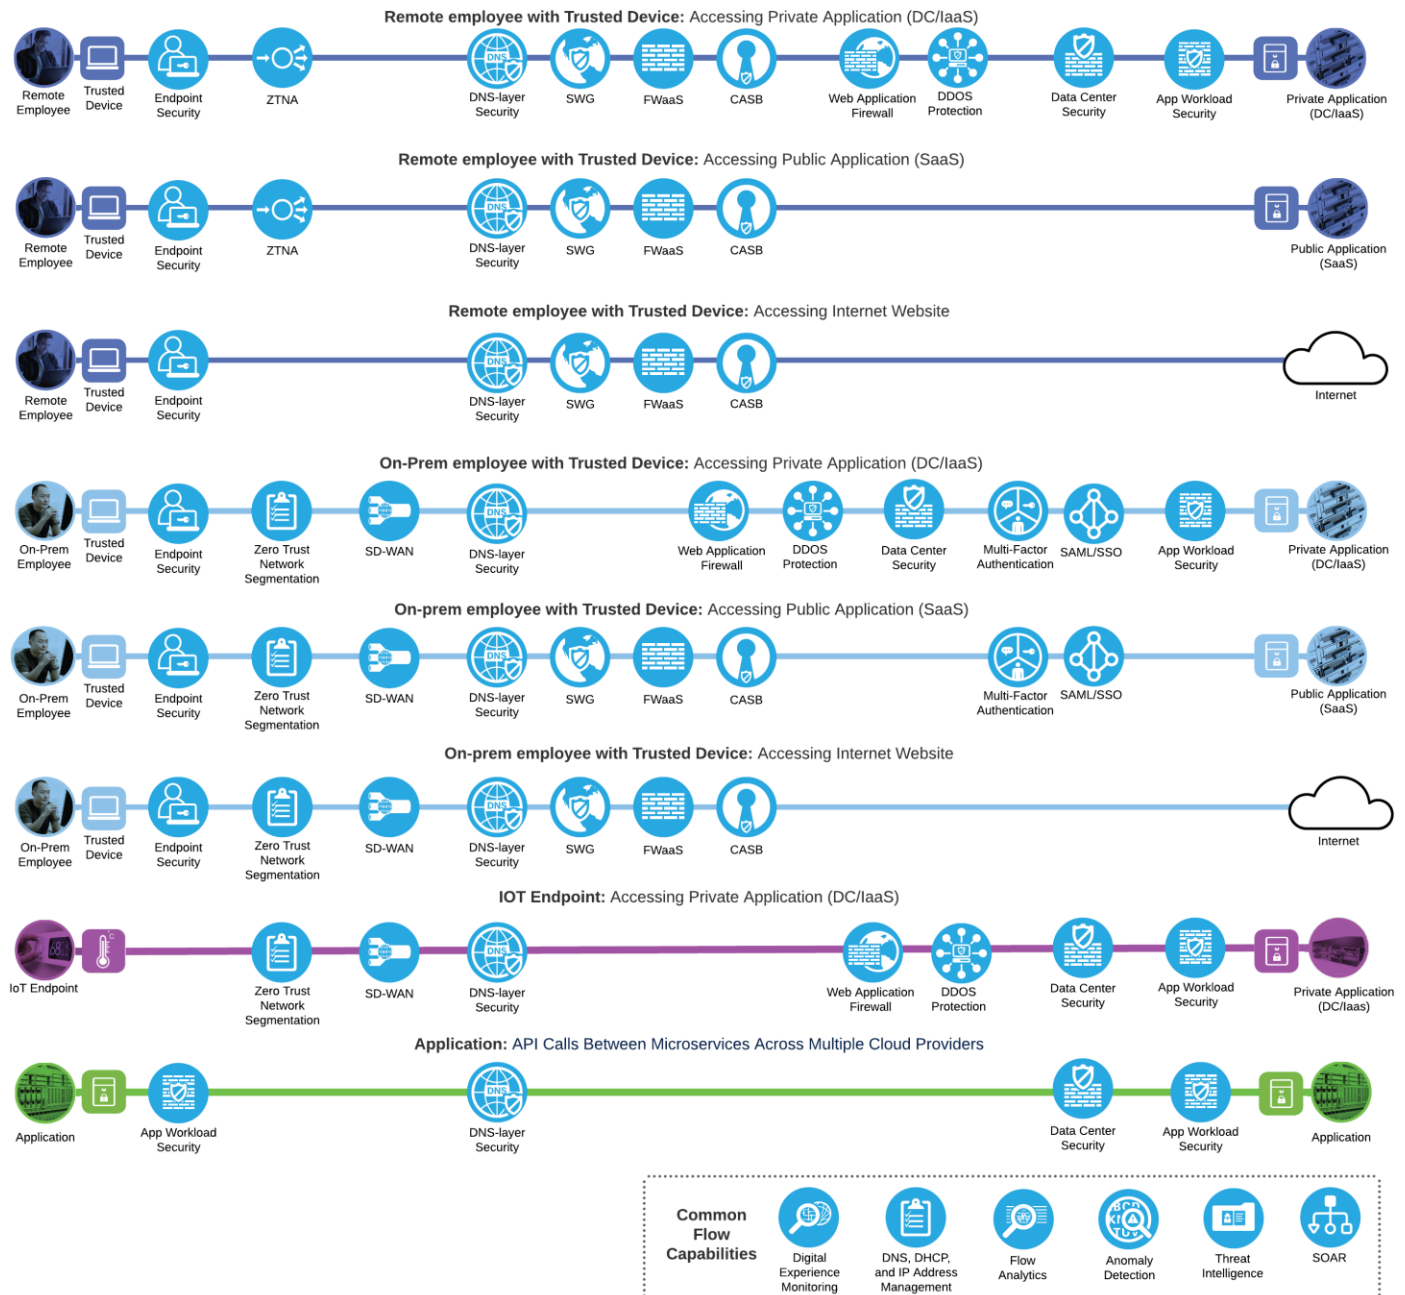 Remote employee with Trusted Device: Accessing Private Application (DC/IaaS)
Remote
Employee
Trusted
Device
Endpoint
Security
ZTNA
DNS
DNS-layer
Security
SWG
FWaaS
CASB
Web Application
Firewall
DDOS
Protection
Data Center
Security
App Workload
Security
Private Application
(DC/IaaS)
Remote employee with Trusted Device: Accessing Public Application (SaaS)
Remote
Employee
Trusted
Device
Endpoint
Security
ZTNA
DNS
DNS-layer
Security
SWG
FWaaS
CASB
Public Application
(SaaS)
Remote employee with Trusted Device: Accessing Internet Website
Remote
Employee
Trusted
Device
Endpoint
Security
DNS
DNS-layer
Security
SWG
FWaaS
CASB
Internet
On-Prem employee with Trusted Device: Accessing Private Application (DC/IaaS)
On-Prem
Employee
Trusted
Device
Endpoint
Security
Zero Trust
Network
Segmentation
SD-WAN
DNS
DNS-layer
Security
Web Application
Firewall
DDOS
Protection
Data Center
Security
Multi-Factor
Authentication
SAML/SSO
App Workload
Security
Private Application
(DC/IaaS)
On-prem employee with Trusted Device: Accessing Public Application (SaaS)
On-Prem
Employee
Trusted
Device
Endpoint
Security
Zero Trust
Network
Segmentation
SD-WAN
DNS
DNS-layer
Security
SWG
FWaaS
CASB
Multi-Factor
Authentication
SAML/SSO
Public Application
(SaaS)
On-prem employee with Trusted Device: Accessing Internet Website
On-Prem
Employee
Trusted
Device
Endpoint
Security
Zero Trust
Network
Segmentation
SD-WAN
DNS
DNS-layer
Security
SWG
FWaaS
CASB
Internet
IOT Endpoint: Accessing Private Application (DC/IaaS)
68
°C
IoT Endpoint
Zero Trust
Network
Segmentation
SD-WAN
DNS
DNS-layer
Security
Web Application
Firewall
DDOS
Protection
Data Center
Security
App Workload
Security
Private Application
(DC/Iaas)
Application: API Calls Between Microservices Across Multiple Cloud Providers
Application
App Workload
Security
DNS
DNS-layer
Security
Data Center
Security
App Workload
Security
Application
Common
Flow
Capabilities
Digital
Experience
Monitoring
DNS, DHCP,
and IP Address
Management
Flow
Analytics
Anomaly
Detection
Threat
Intelligence
SOAR